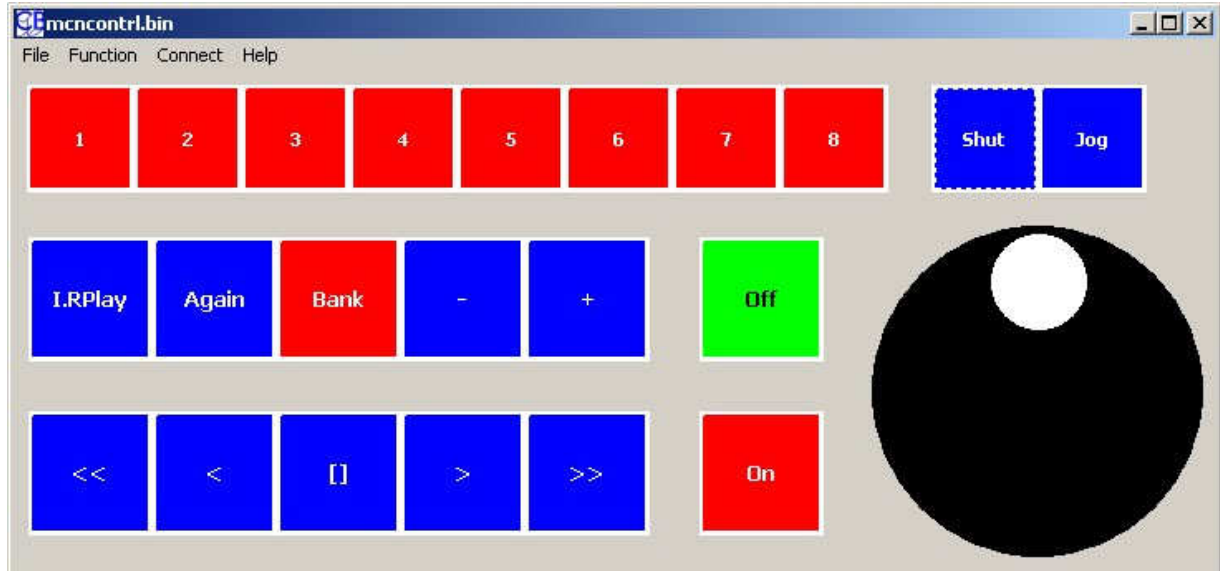 mcncontrl.bin
File Function Connect Help
1 2 3 4 5 6 7 8 Shut Jog
I.RPlay Again Bank - + Off
<< < [] > >> On